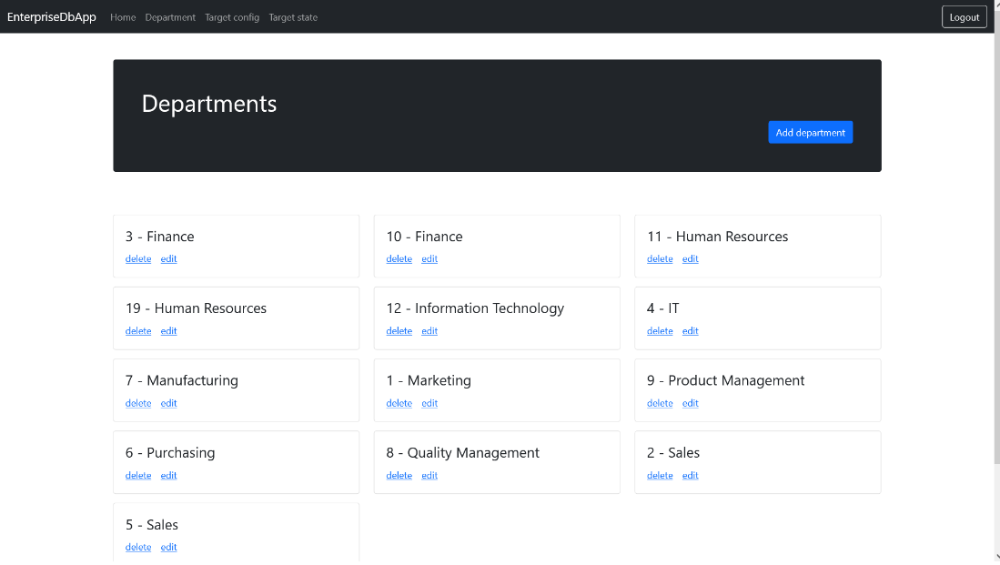 EnterpriseDbApp Home Department Target config Target state Logout
Departments
Add department
3 - Finance
delete edit
10 - Finance
delete edit
11 - Human Resources
delete edit
19 - Human Resources
delete edit
12 - Information Technology
delete edit
4 - IT
delete edit
7 - Manufacturing
delete edit
1 - Marketing
delete edit
9 - Product Management
delete edit
6 - Purchasing
delete edit
8 - Quality Management
delete edit
2 - Sales
delete edit
5 - Sales
delete edit